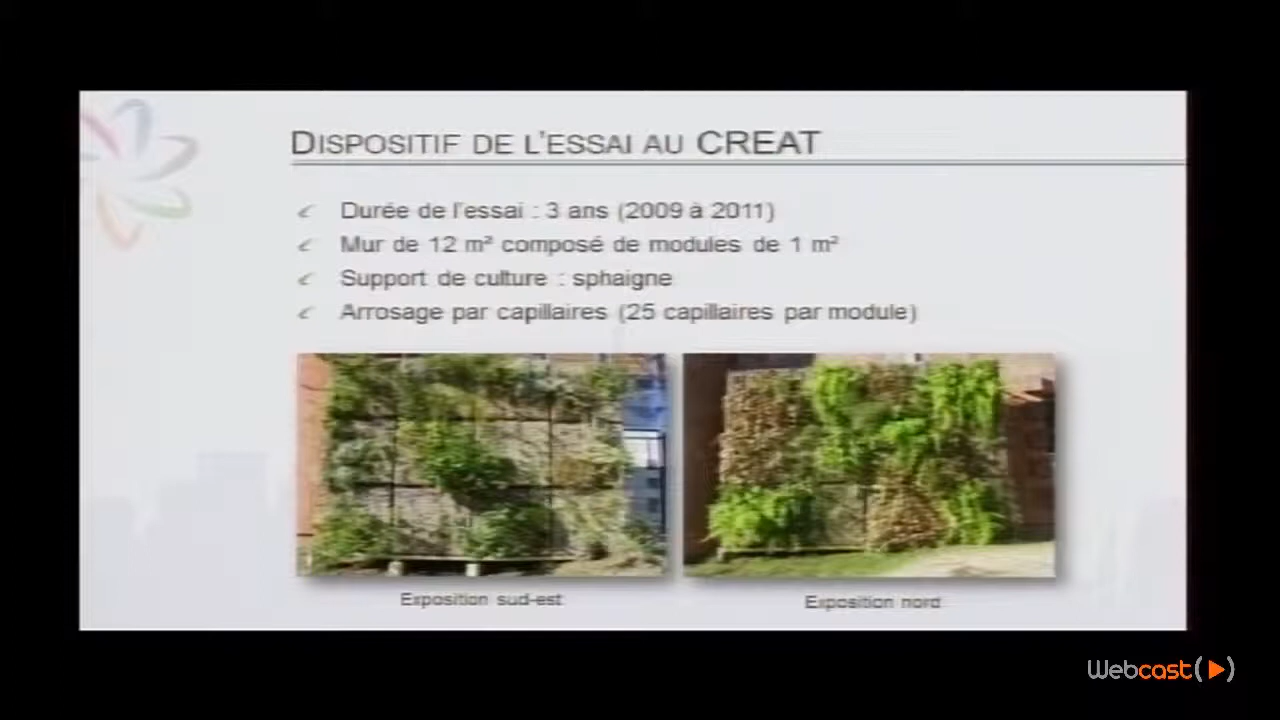 DISPOSITIF DE L'ESSAI AU CREAT
Durée de l'essai : 3 ans (2009 à 2011)
Mur de 12 m² composé de modules de 1 m²
Support de culture : sphaigne
Arrosage par capillaires (25 capillaires par module)
Exposition sud-est
Exposition nord
Webcast